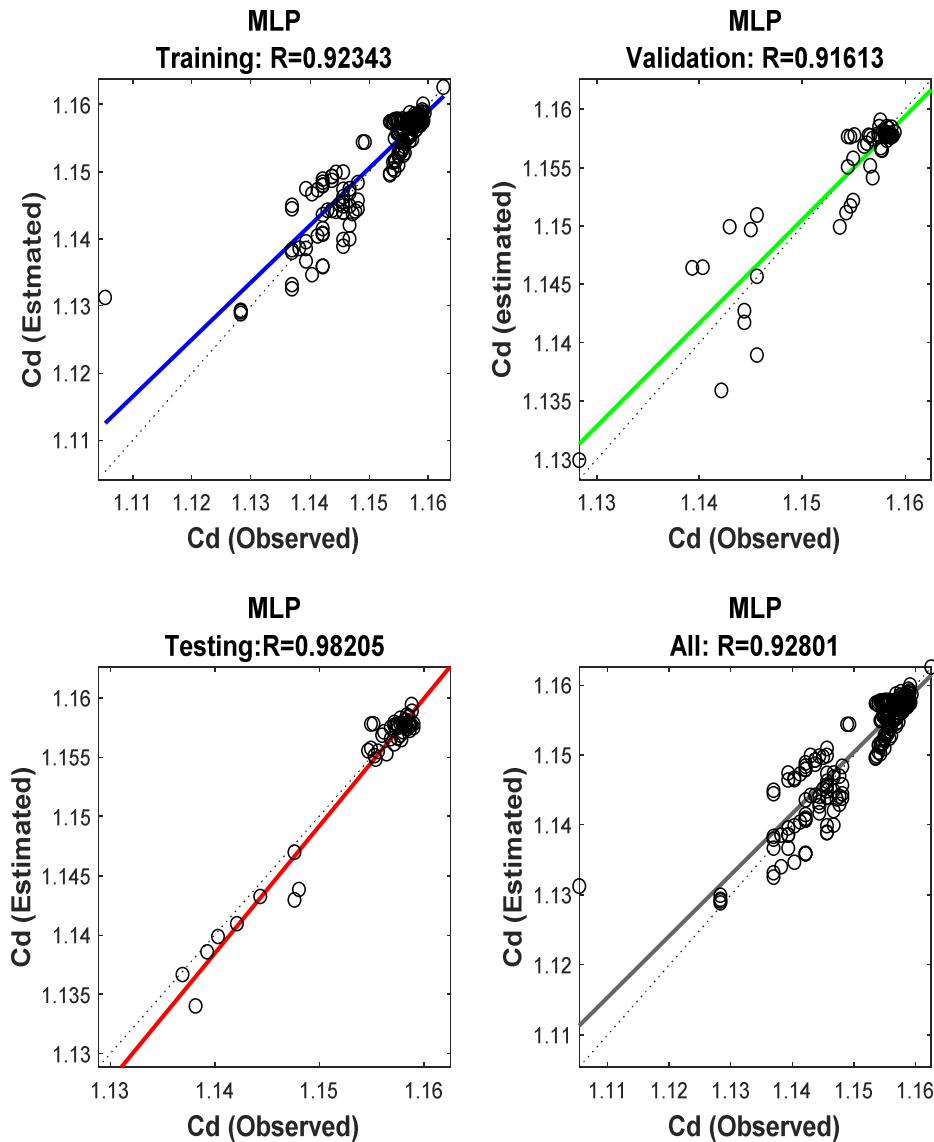 MLP
Training: R=0.92343
1.16
1.15
1.14
1.13
1.12
1.11
Cd (Estmated)
1.11 1.12 1.13 1.14 1.15 1.16
Cd (Observed)
MLP
Validation: R=0.91613
1.16
1.155
1.15
1.145
1.14
1.135
1.13
Cd (estimated)
1.13 1.14 1.15 1.16
Cd (Observed)
MLP
Testing:R=0.98205
1.16
1.155
1.15
1.145
1.14
1.135
1.13
Cd (Estimated)
1.13 1.14 1.15 1.16
Cd (Observed)
MLP
All: R=0.92801
1.16
1.15
1.14
1.13
1.12
1.11
Cd (Estimated)
1.11 1.12 1.13 1.14 1.15 1.16
Cd (Observed)